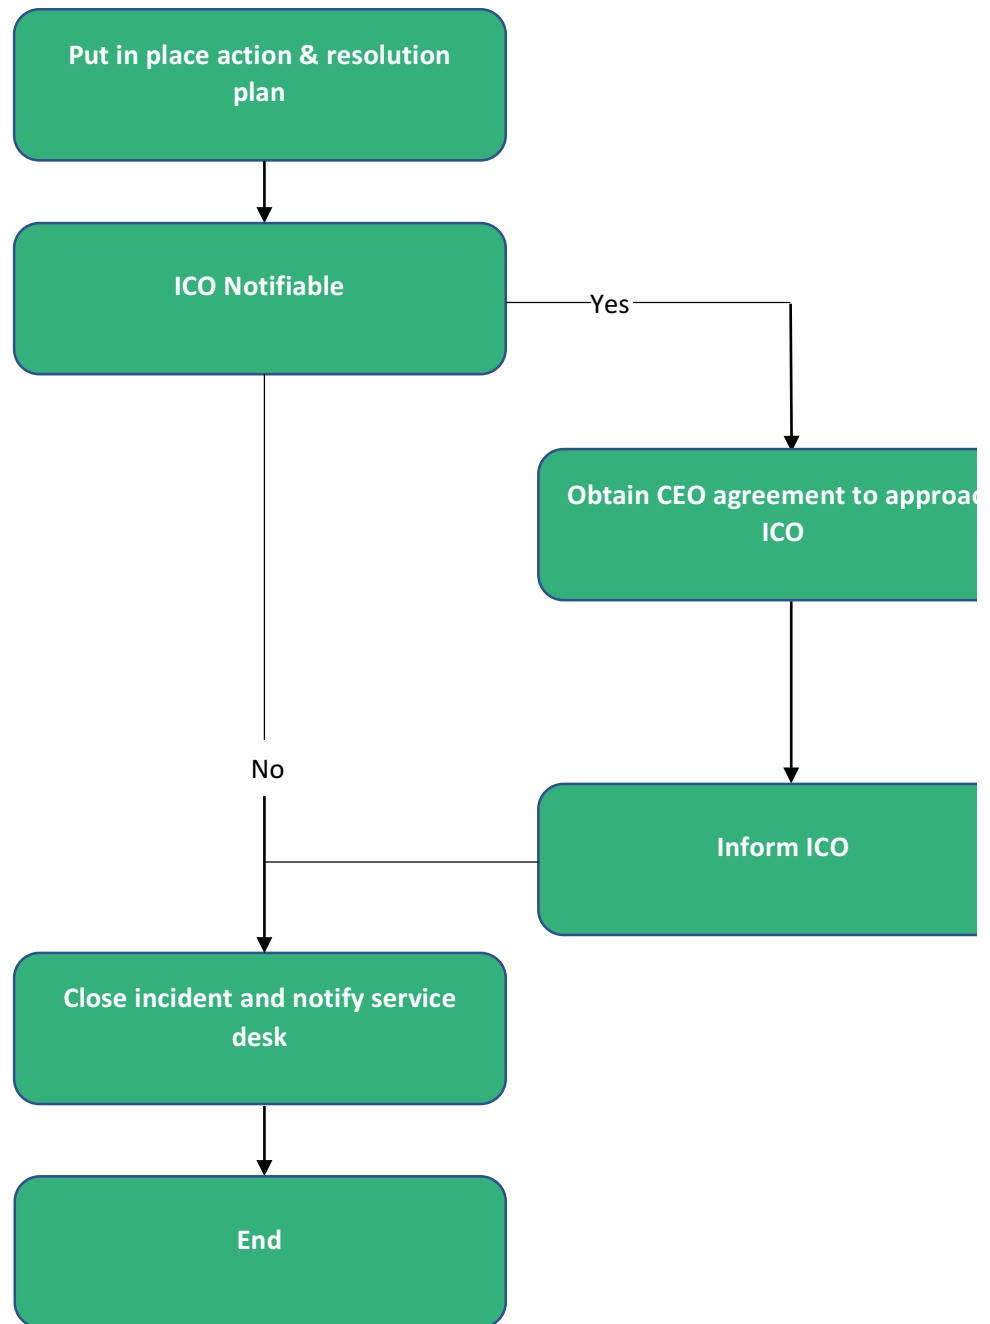 Put in place action & resolution
plan
ICO Notifiable
Yes
Obtain CEO agreement to
ICO
No
Inform ICO
Close incident and notify service
desk
End